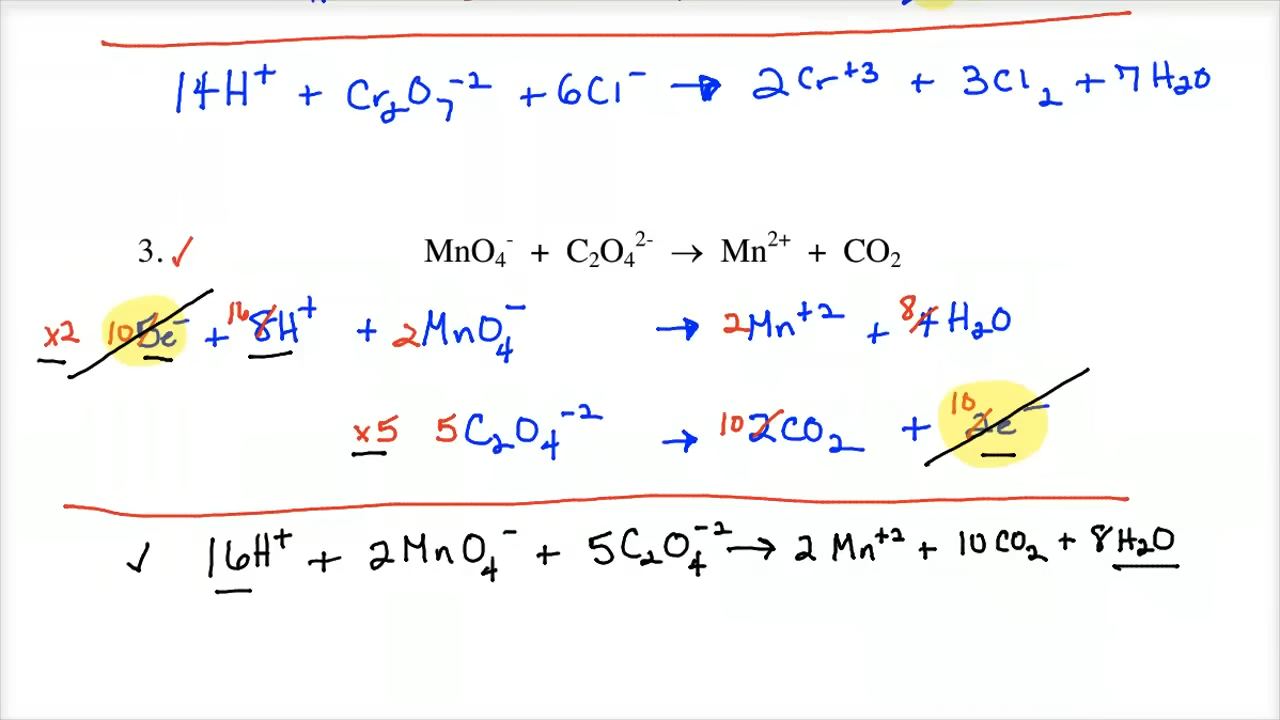 14H⁺ + Cr₂O₇⁻² + 6Cl⁻ → 2Cr⁺³ + 3Cl₂ + 7H₂O
3. ✓ MnO₄⁻ + C₂O₄²⁻ → Mn²⁺ + CO₂
x2 10 5e⁻ + 16 8H⁺ + 2MnO₄⁻ → 2Mn⁺² + 8 4H₂O
x5 5C₂O₄⁻² → 10 2CO₂ + 10 2e⁻
✓ 16H⁺ + 2MnO₄⁻ + 5C₂O₄⁻² → 2Mn⁺² + 10CO₂ + 8H₂O